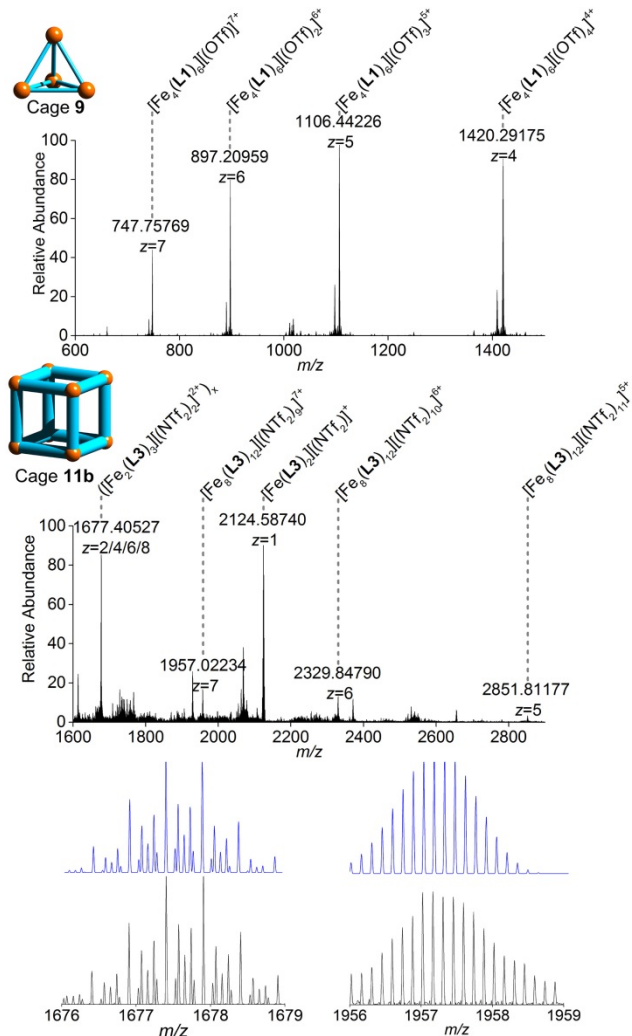 [Fe₄(L1)₆][(OTf)]⁷⁺
[Fe₄(L1)₆][(OTf)₂]⁶⁺
[Fe₄(L1)₆][(OTf)₃]⁵⁺
[Fe₄(L1)₆][(OTf)₄]⁴⁺
Cage 9
Relative Abundance
100
80
60
40
20
0
747.75769
z=7
897.20959
z=6
1106.44226
z=5
1420.29175
z=4
600 800 1000 1200 1400
m/z
Cage 11b
([Fe₂(L3)₃][(NTf₂)₂]²⁺)ₓ
[Fe₈(L3)₁₂][(NTf₂)₉]⁷⁺
[Fe(L3)₂][(NTf₂)]⁺
[Fe₈(L3)₁₂][(NTf₂)₁₀]⁶⁺
[Fe₈(L3)₁₂][(NTf₂)₁₁]⁵⁺
Relative Abundance
100
80
60
40
20
0
1677.40527
z=2/4/6/8
1957.02234
z=7
2124.58740
z=1
2329.84790
z=6
2851.81177
z=5
1600 1800 2000 2200 2400 2600 2800
m/z
1676 1677 1678 1679
m/z
1956 1957 1958 1959
m/z